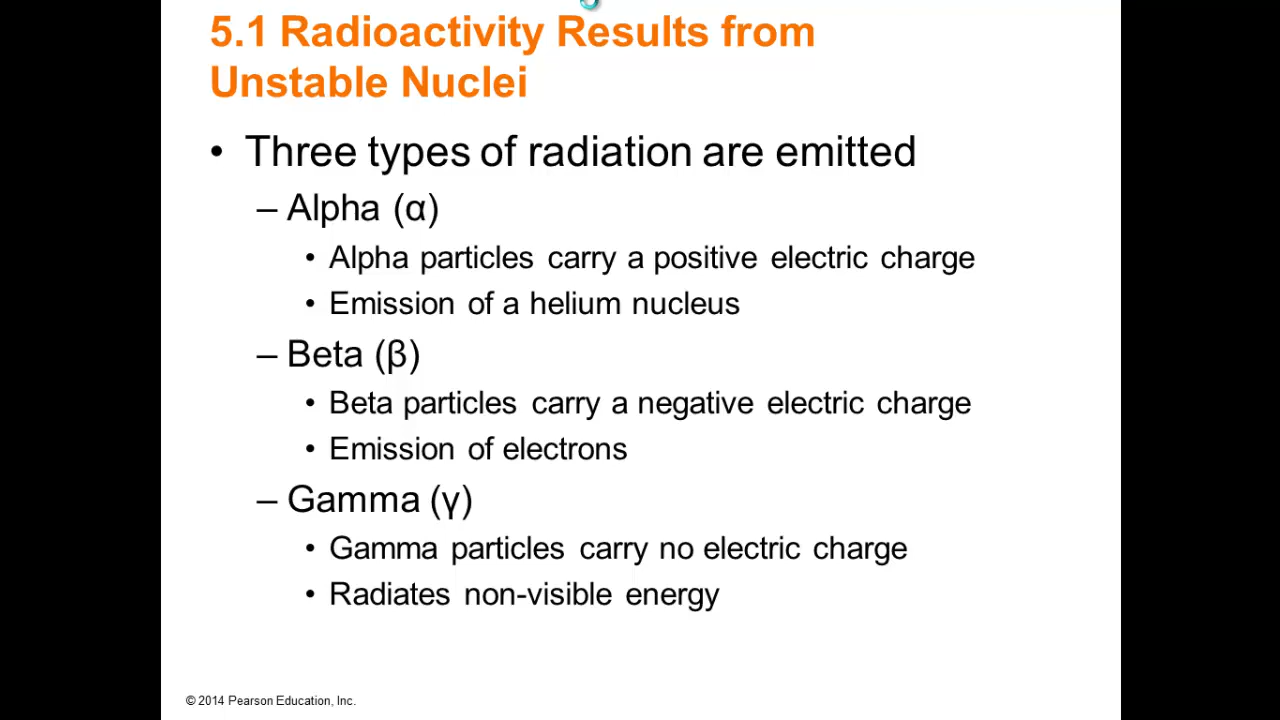 5.1 Radioactivity Results from
Unstable Nuclei
• Three types of radiation are emitted
– Alpha (α)
• Alpha particles carry a positive electric charge
• Emission of a helium nucleus
– Beta (β)
• Beta particles carry a negative electric charge
• Emission of electrons
– Gamma (γ)
• Gamma particles carry no electric charge
• Radiates non-visible energy
© 2014 Pearson Education, Inc.